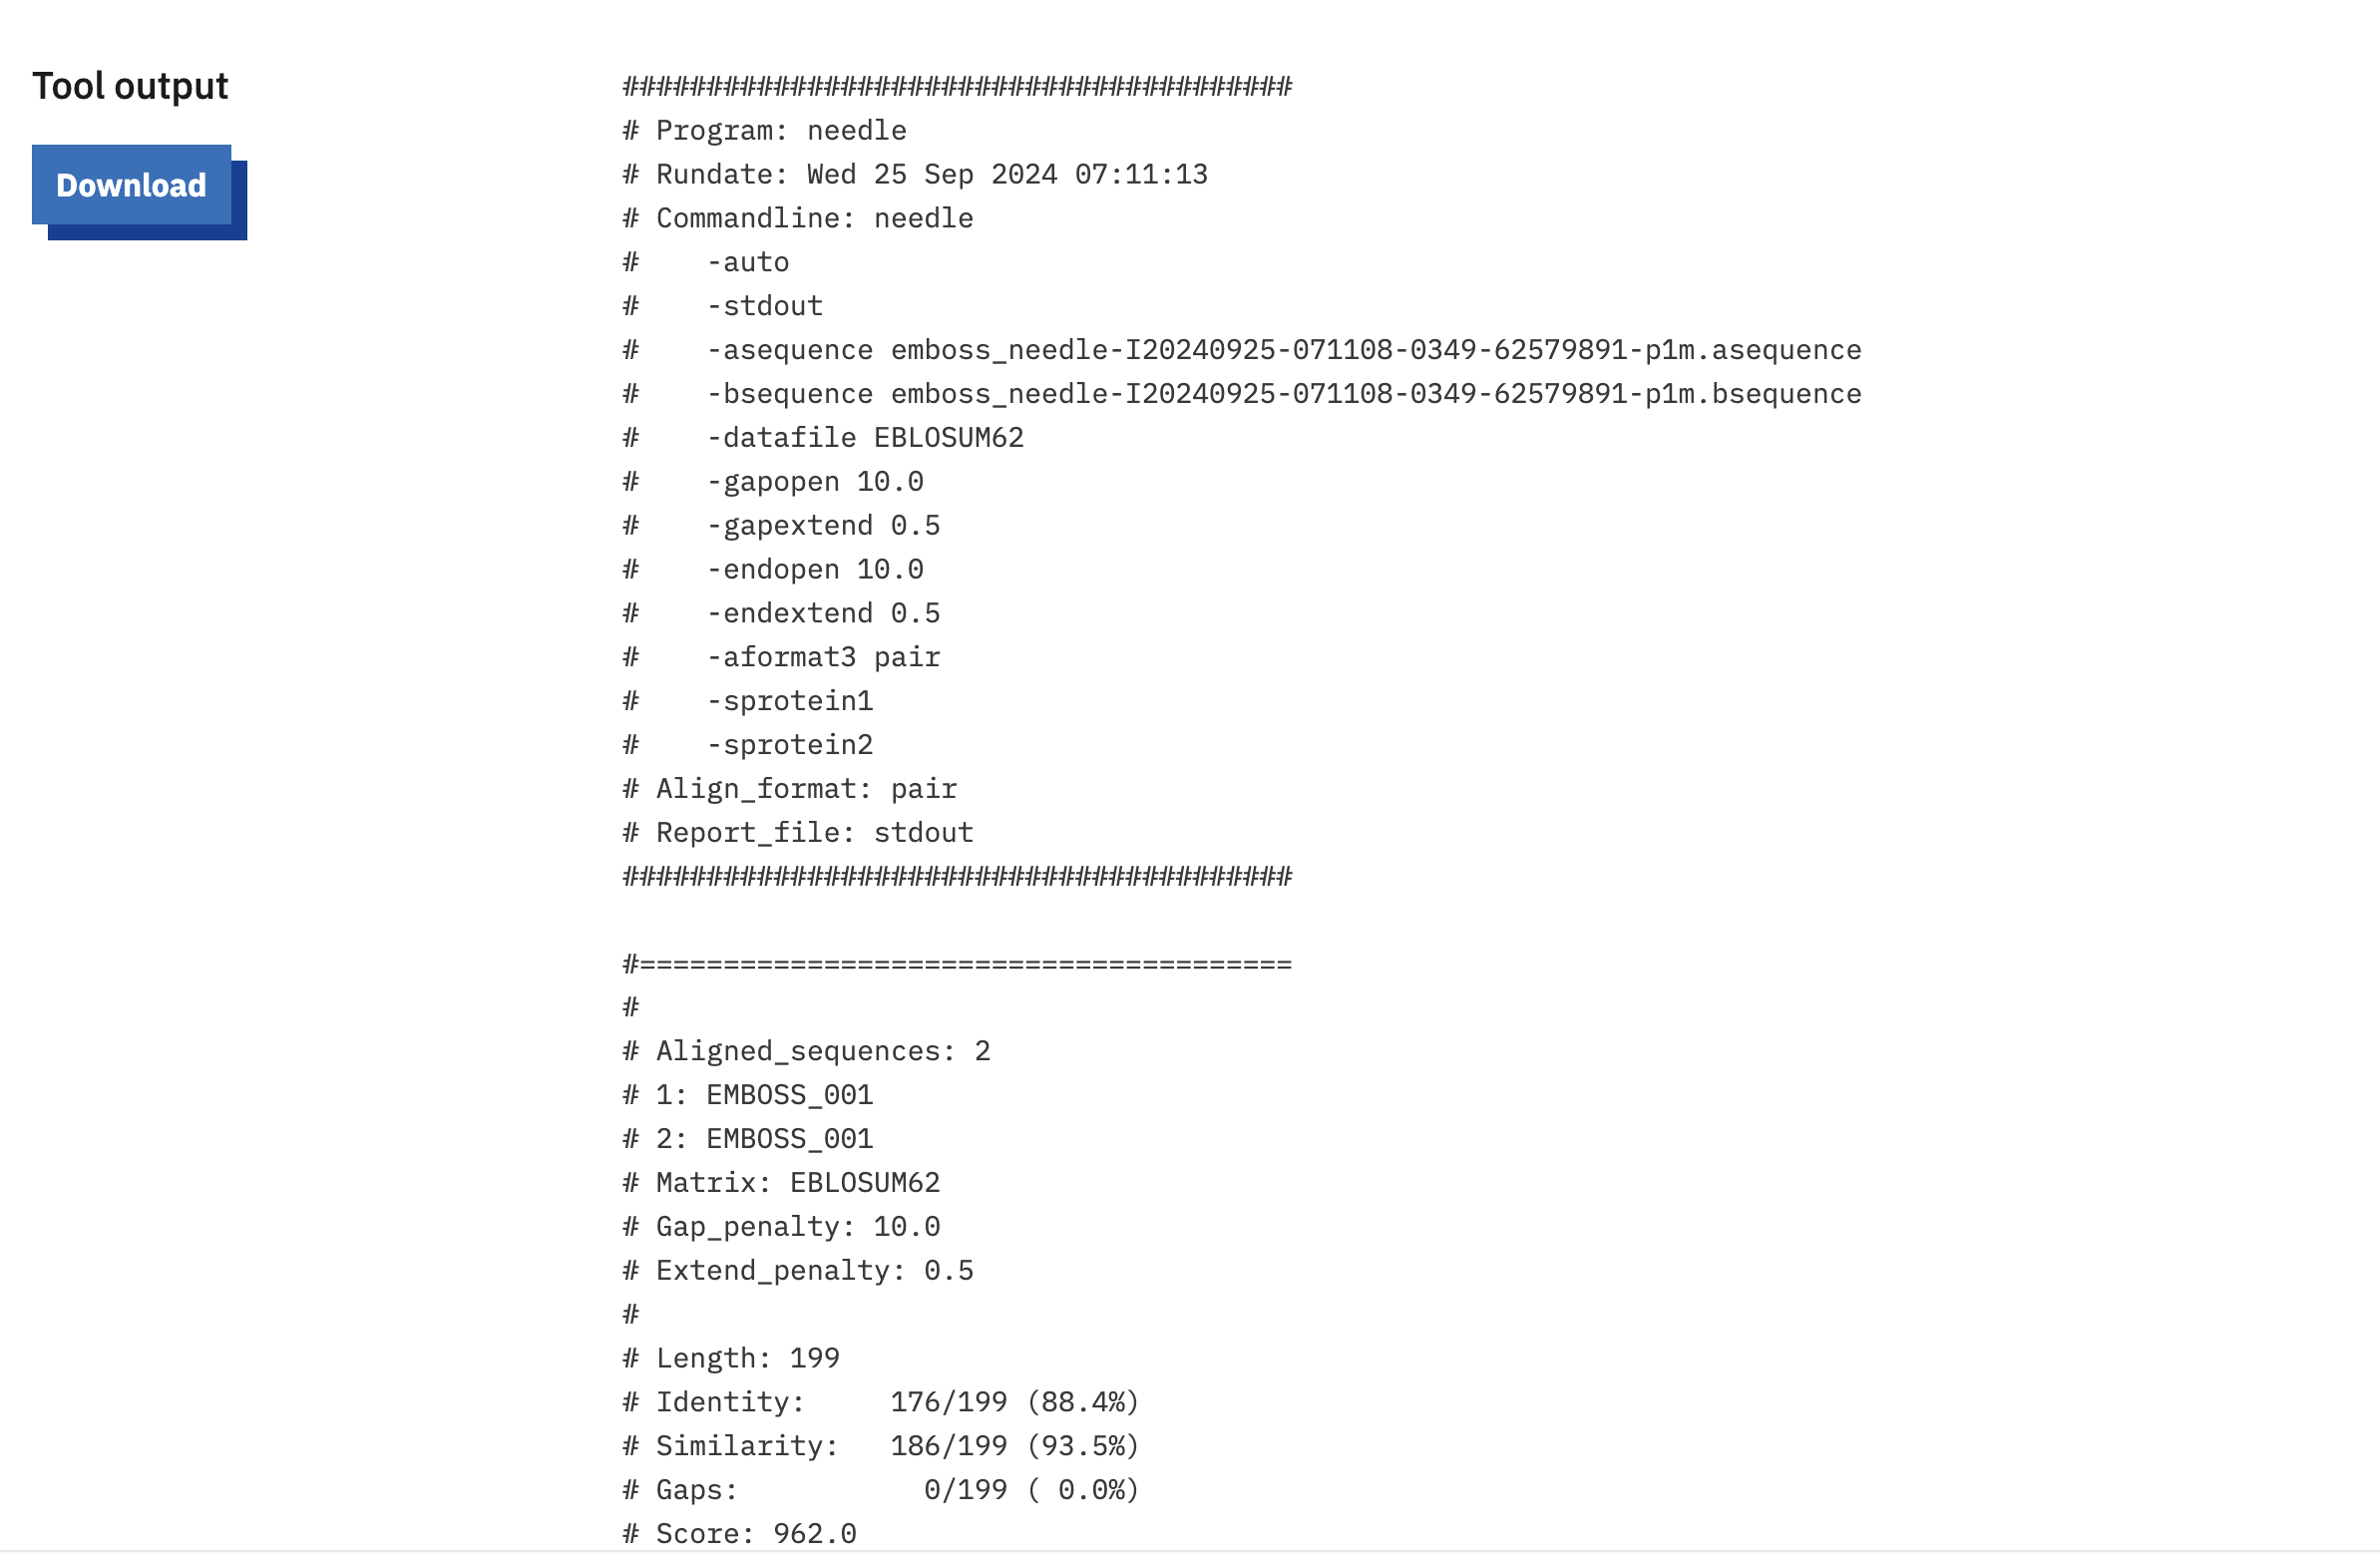 Tool output
Download
########################################
# Program: needle
# Rundate: Wed 25 Sep 2024 07:11:13
# Commandline: needle
#    -auto
#    -stdout
#    -asequence emboss_needle-I20240925-071108-0349-62579891-p1m.asequence
#    -bsequence emboss_needle-I20240925-071108-0349-62579891-p1m.bsequence
#    -datafile EBLOSUM62
#    -gapopen 10.0
#    -gapextend 0.5
#    -endopen 10.0
#    -endextend 0.5
#    -aformat3 pair
#    -sprotein1
#    -sprotein2
# Align_format: pair
# Report_file: stdout
########################################
#=======================================
#
# Aligned_sequences: 2
# 1: EMBOSS_001
# 2: EMBOSS_001
# Matrix: EBLOSUM62
# Gap_penalty: 10.0
# Extend_penalty: 0.5
#
# Length: 199
# Identity:     176/199 (88.4%)
# Similarity:   186/199 (93.5%)
# Gaps:           0/199 ( 0.0%)
# Score: 962.0